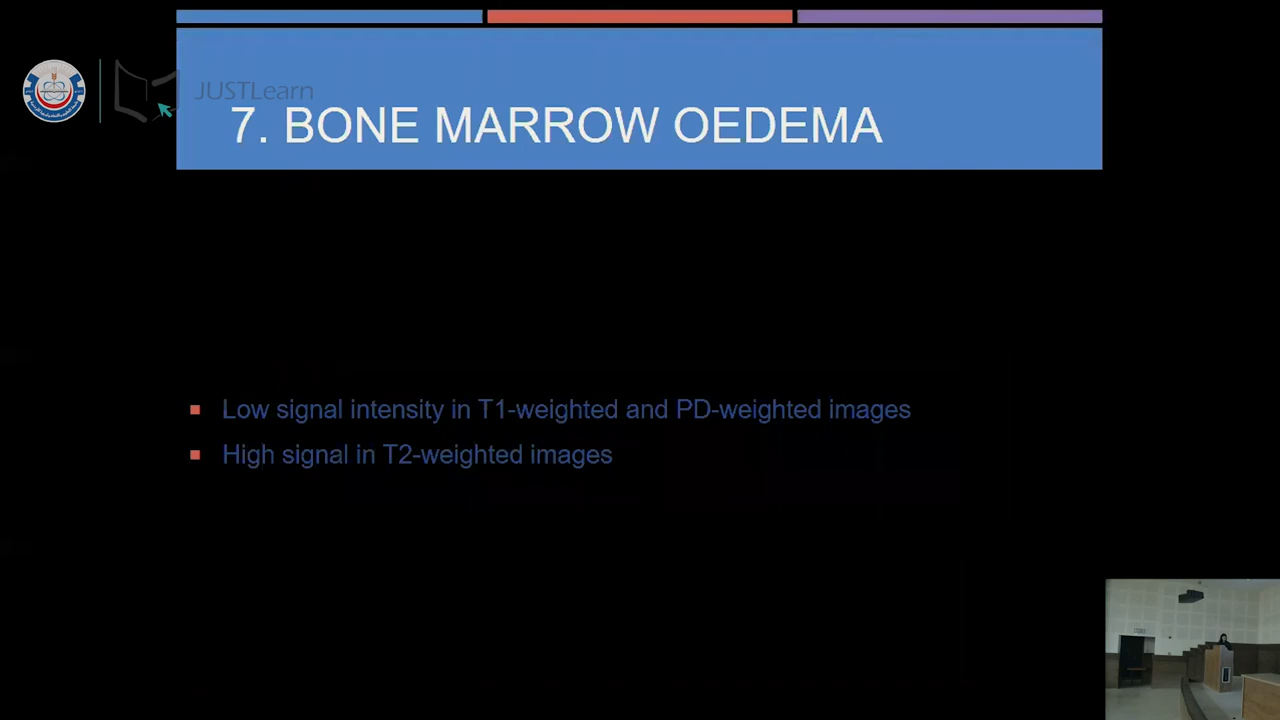 JUSTLearn
7. BONE MARROW OEDEMA
Low signal intensity in T1-weighted and PD-weighted images
High signal in T2-weighted images